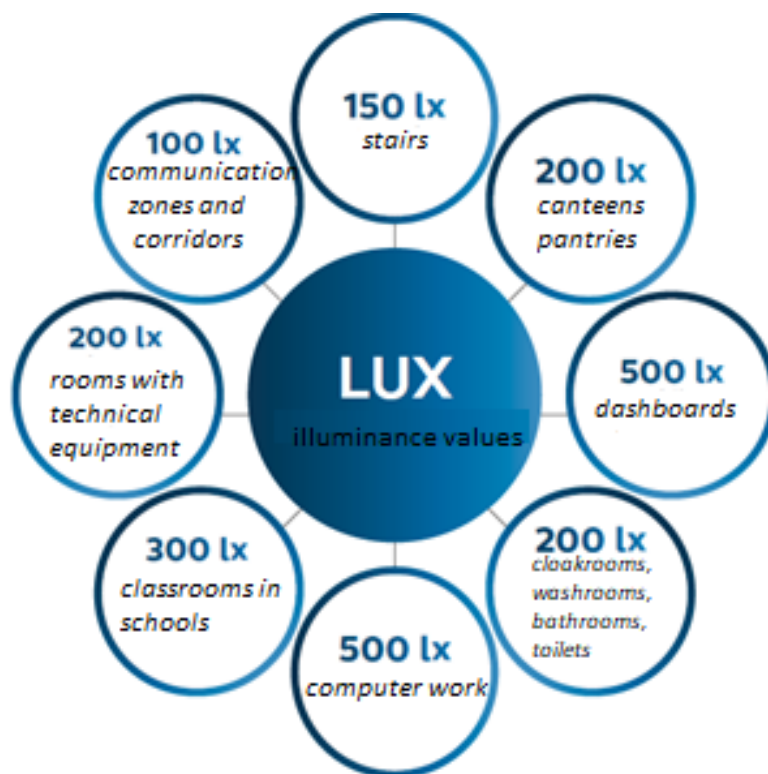 150 lx
stairs
200 lx
canteens
pantries
500 lx
dashboards
200 lx
cloakrooms,
washrooms,
bathrooms,
toilets
500 lx
computer work
300 lx
classrooms in
schools
200 lx
rooms with
technical
equipment
100 lx
communication
zones and
corridors
LUX
illuminance values